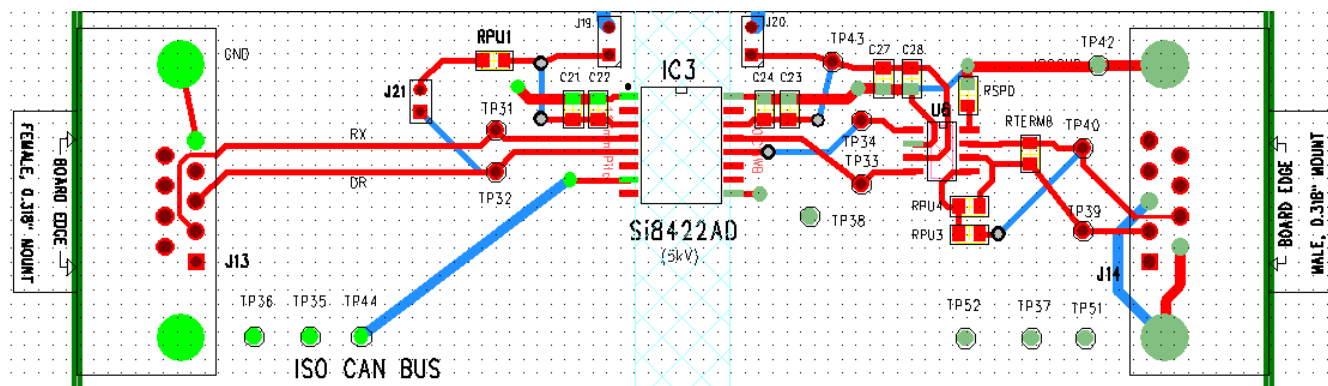 J19
J20
GND
RPU1
TP43
C27
C28
TP42
IC3
J21
C21
C22
C24
C23
RSPD
TP31
U6
RX
TP34
RTERM8
TP40
FEMALE, 0.318" MOUNT
BOARD EDGE
BOARD EDGE
MALE, 0.318" MOUNT
TP33
DR
TP32
RPU4
TP38
TP39
Si8422AD
RPU3
(5kV)
J13
J14
TP36
TP35
TP44
TP52
TP37
TP51
ISO CAN BUS